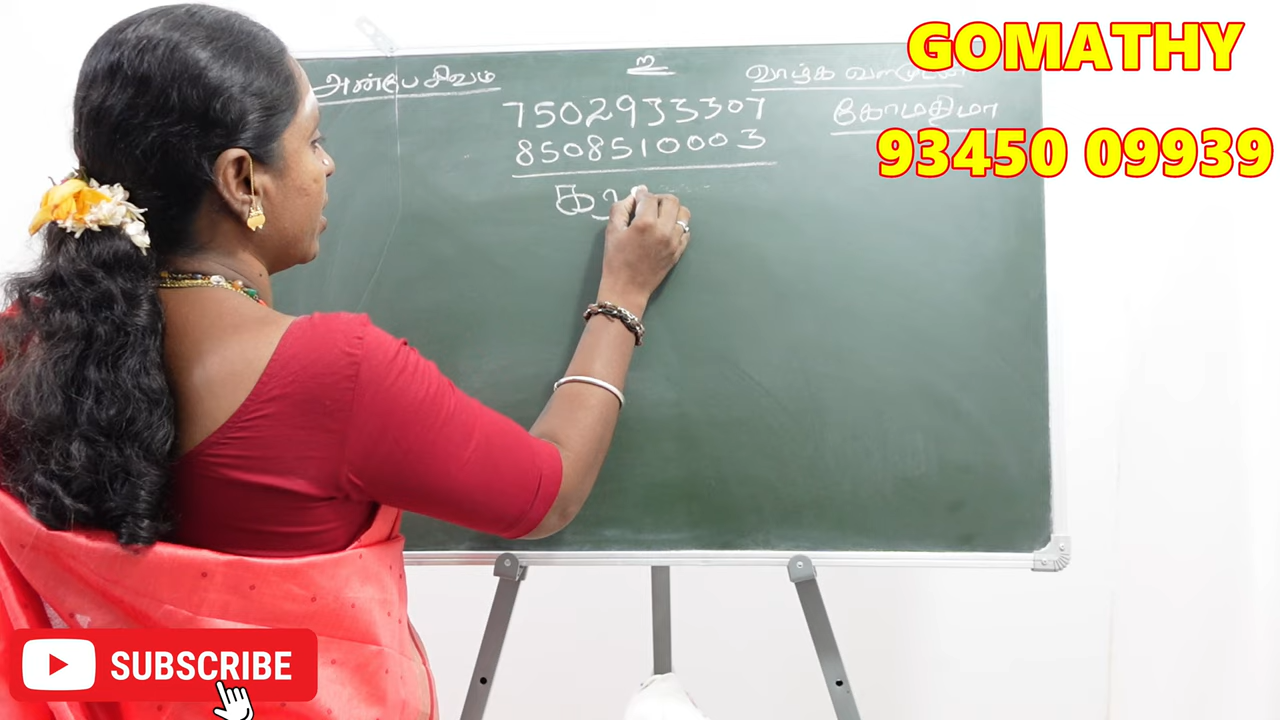 GOMATHY
93450 09939
அன்பே சிவம்
உ
வாழ்க வளமுடன்
7502933307
கோமதிமா
8508510003
SUBSCRIBE